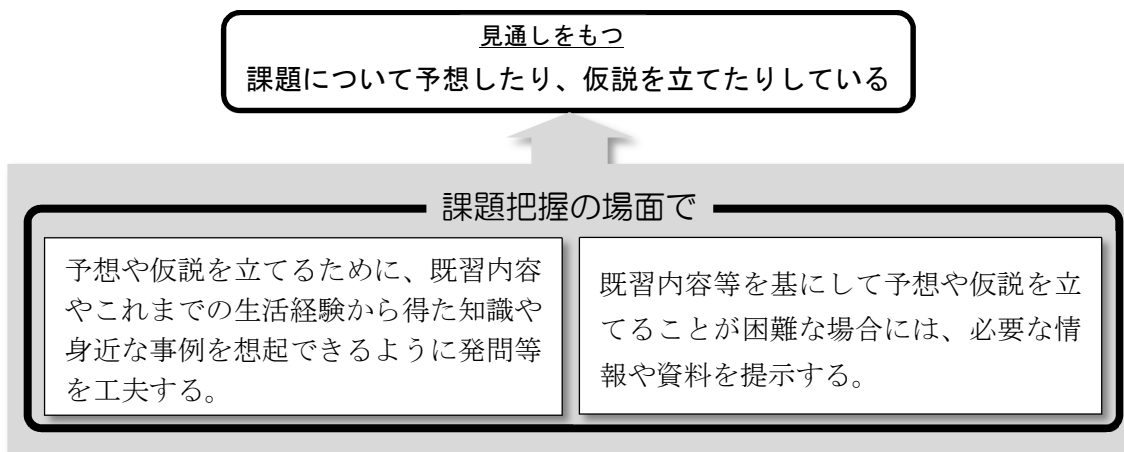 見通しをもつ
課題について予想したり、仮説を立てたりしている
課題把握の場面で
予想や仮説を立てるために、既習内容
やこれまでの生活経験から得た知識や
身近な事例を想起できるように発問等
を工夫する。
既習内容等を基にして予想や仮説を立
てることが困難な場合には、必要な情
報や資料を提示する。